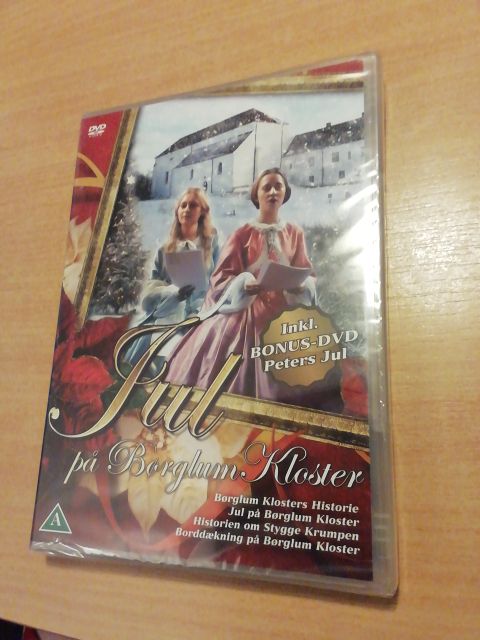 DVD
Inkl.
BONUS-DVD
Peters Jul
Jul
på Børglum Kloster
Børglum Klosters Historie
Jul på Børglum Kloster
Historien om Stygge Krumpen
Borddækning på Børglum Kloster
A